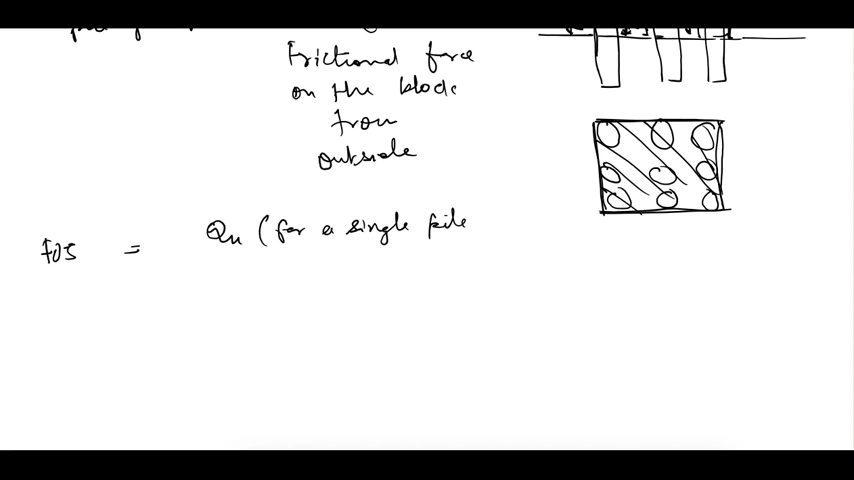 Frictional force
on the block
from
outside
FOS = Qu (for a single pile